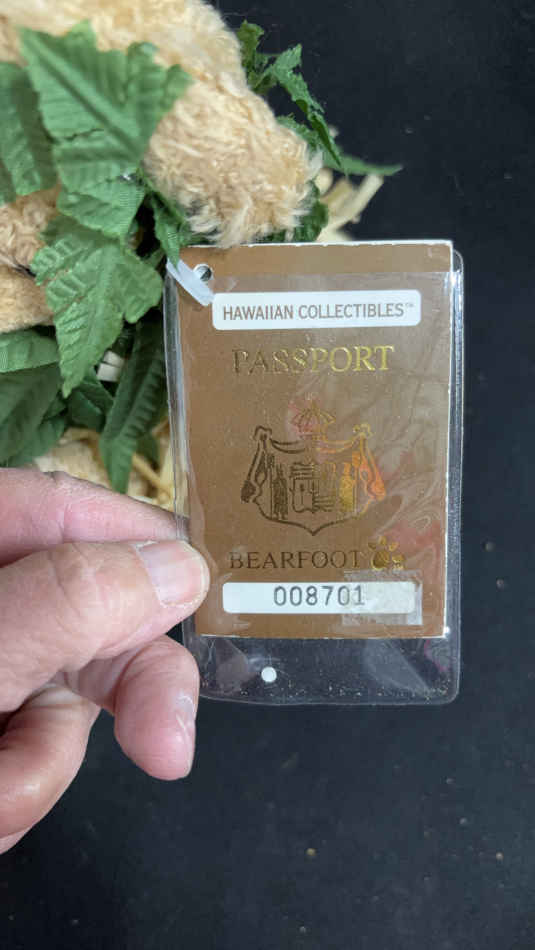 HAWAIIAN COLLECTIBLES™
PASSPORT
BEARFOOT
008701